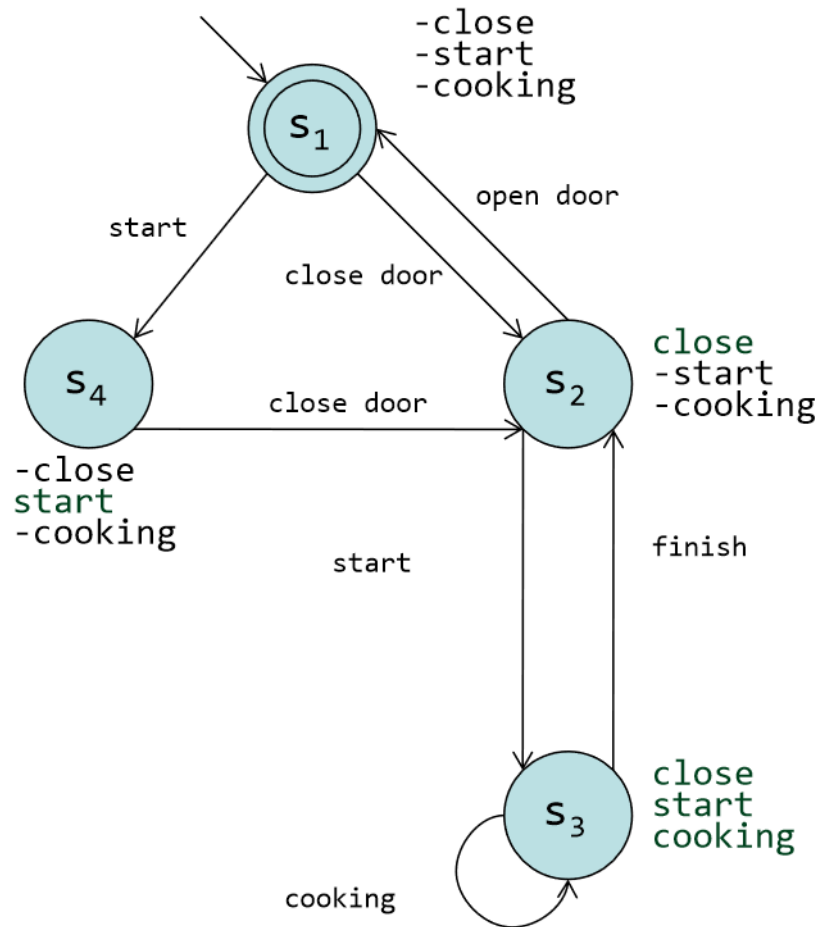 -close
-start
-cooking
s1
open door
start
close door
s4
close door
s2
close
-start
-cooking
-close
start
-cooking
start
finish
s3
close
start
cooking
cooking